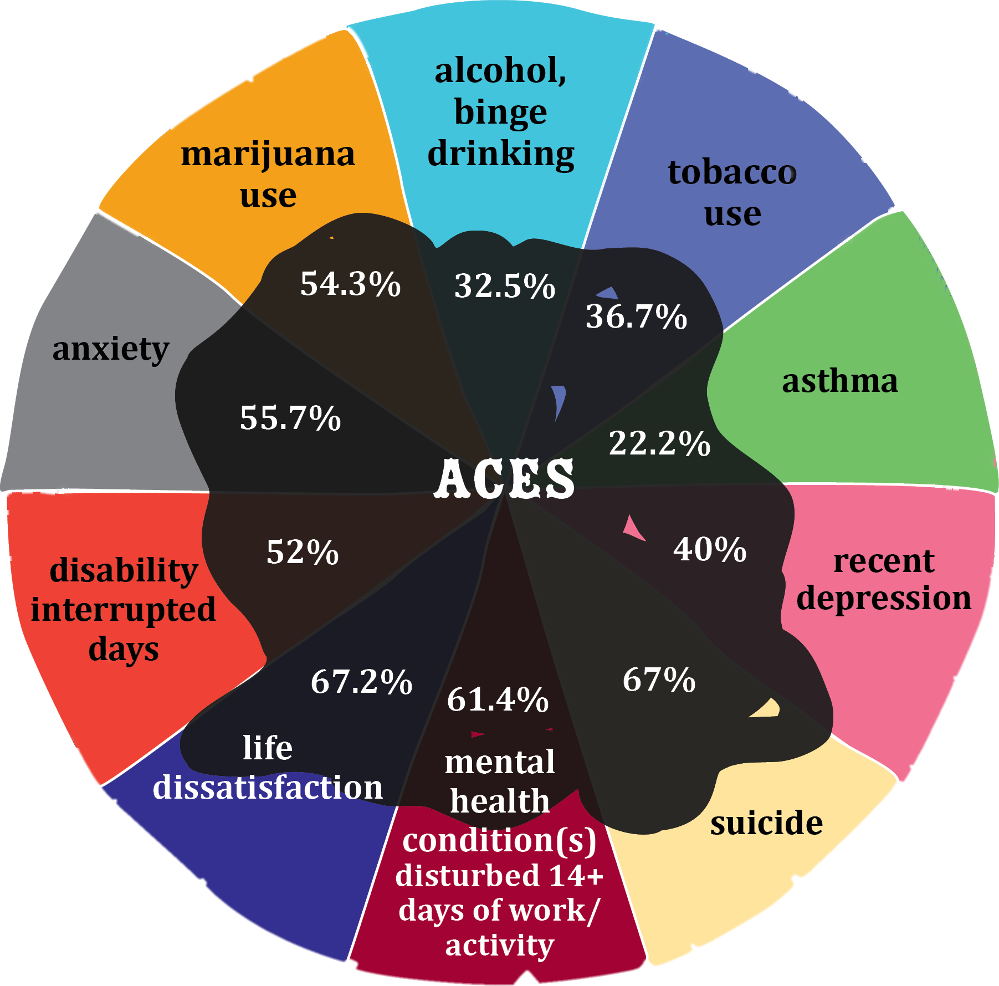 alcohol,
binge
drinking
32.5%
tobacco
use
36.7%
asthma
22.2%
recent
depression
40%
suicide
67%
61.4%
mental
health
condition(s)
disturbed 14+
days of work/
activity
67.2%
life
dissatisfaction
52%
disability
interrupted
days
anxiety
55.7%
marijuana
use
54.3%
ACES